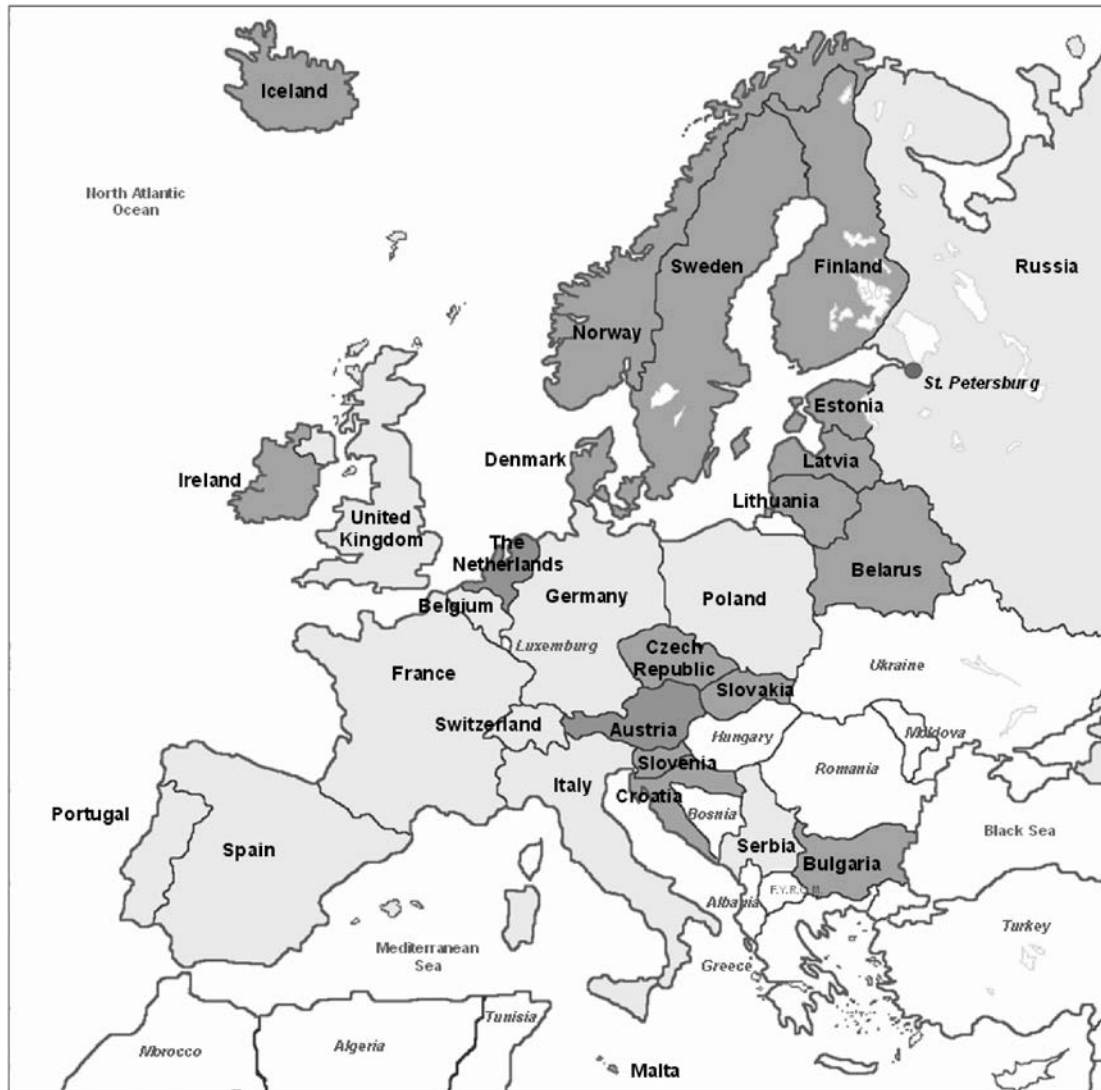 Iceland
North Atlantic
Ocean
Sweden
Finland
Russia
Norway
St. Petersburg
Estonia
Denmark
Latvia
Ireland
Lithuania
United
Kingdom
The
Netherlands
Belarus
Germany
Poland
Belgium
Luxemburg
Czech
Republic
Ukraine
France
Slovakia
Switzerland
Austria
Hungary
Moldova
Slovenia
Romania
Italy
Croatia
Portugal
Bosnia
Black Sea
Serbia
Spain
Bulgaria
F.Y.R.O.M.
Albania
Turkey
Mediterranean
Sea
Greece
Tunisia
Morocco
Algeria
Malta